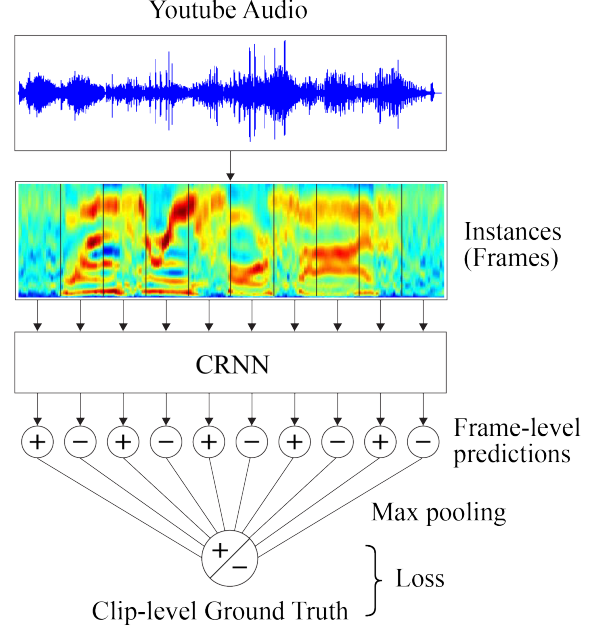 Youtube Audio
Instances
(Frames)
CRNN
+ − + − + − + − + −
Frame-level
predictions
Max pooling
+
−
Loss
Clip-level Ground Truth